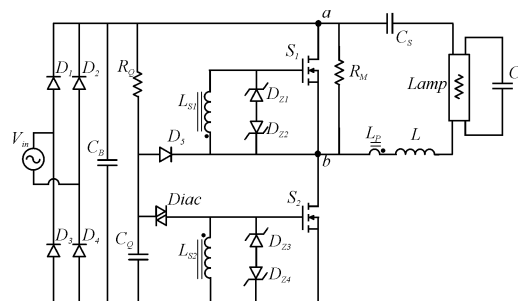 a
C_S
D_1
D_2
R_Q
S_1
R_M
Lamp
C
L_S1
D_Z1
V_in
C_B
D_5
D_Z2
L_P
L
b
Diac
S_2
D_3
D_4
C_Q
L_S2
D_Z3
D_Z4